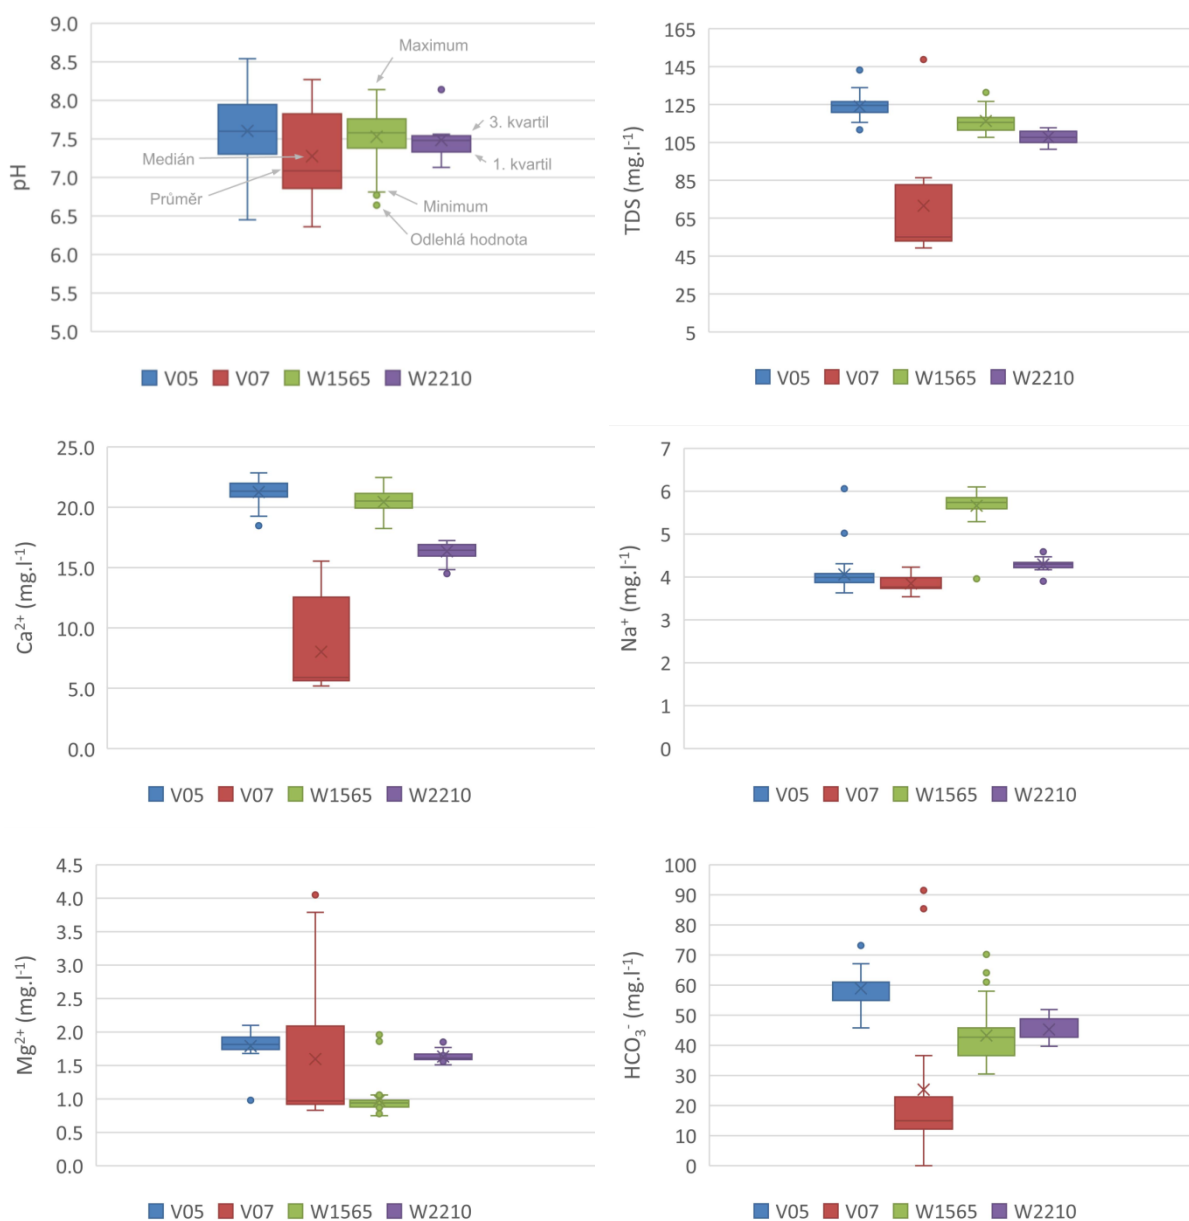 9.0
8.5
8.0
7.5
7.0
6.5
6.0
5.5
5.0
pH
Maximum
3. kvartil
Medián
1. kvartil
Průměr
Minimum
Odlehlá hodnota
V05 V07 W1565 W2210
165
145
125
105
85
65
45
25
5
TDS (mg.l⁻¹)
V05 V07 W1565 W2210
25.0
20.0
15.0
10.0
5.0
0.0
Ca²⁺ (mg.l⁻¹)
V05 V07 W1565 W2210
7
6
5
4
3
2
1
0
Na⁺ (mg.l⁻¹)
V05 V07 W1565 W2210
4.5
4.0
3.5
3.0
2.5
2.0
1.5
1.0
0.5
0.0
Mg²⁺ (mg.l⁻¹)
V05 V07 W1565 W2210
100
90
80
70
60
50
40
30
20
10
0
HCO₃⁻ (mg.l⁻¹)
V05 V07 W1565 W2210